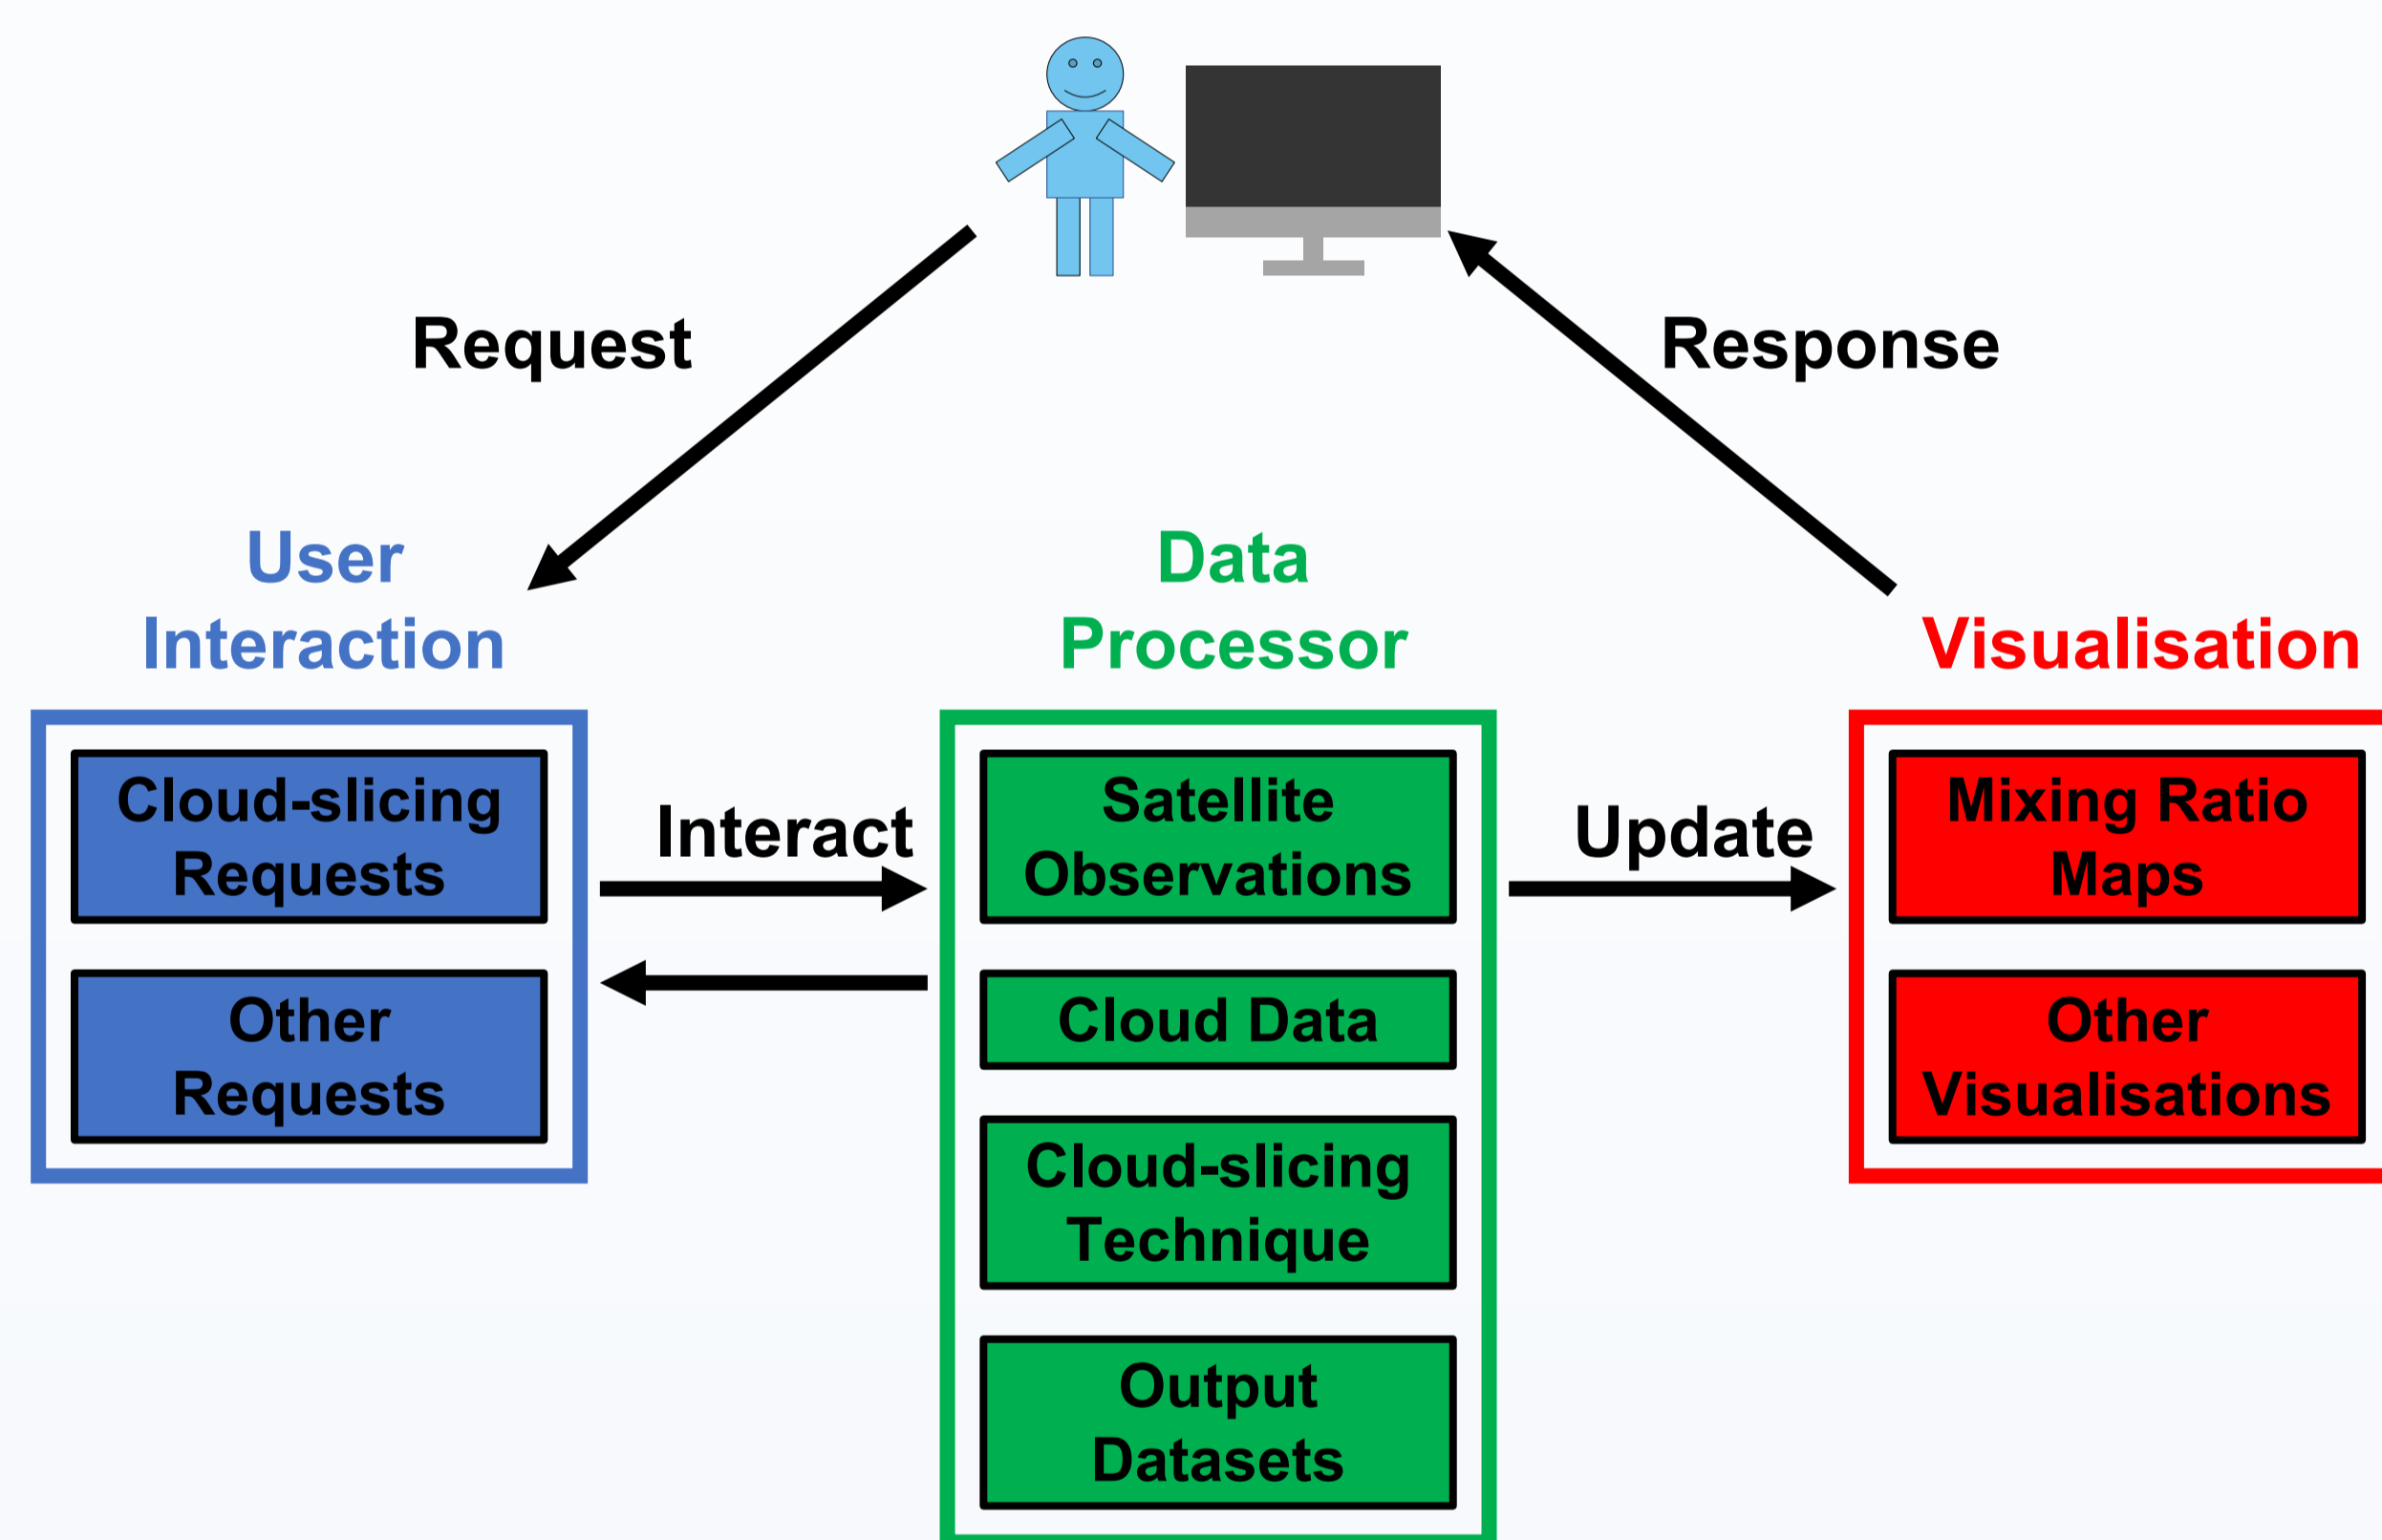 Request
Response
User
Interaction
Data
Processor
Visualisation
Cloud-slicing
Requests
Other
Requests
Interact
Satellite
Observations
Cloud Data
Cloud-slicing
Technique
Output
Datasets
Update
Mixing Ratio
Maps
Other
Visualisations